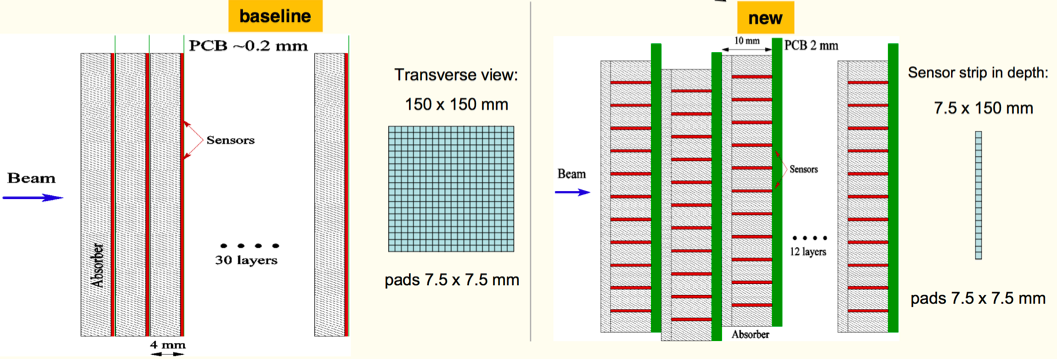 baseline
PCB ~0.2 mm
Transverse view:
150 x 150 mm
Sensors
Beam
Absorber
30 layers
pads 7.5 x 7.5 mm
4 mm
new
10 mm
PCB 2 mm
Sensor strip in depth:
7.5 x 150 mm
Sensors
Beam
12 layers
pads 7.5 x 7.5 mm
Absorber